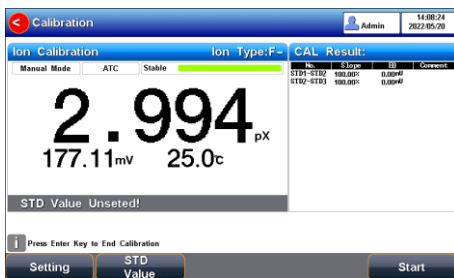 Calibration
Admin
14:08:24
2022/05/20
Ion Calibration Ion Type:F-
Manual Mode ATC Stable
2.994 pX
177.11mV 25.0℃
STD Value Unseted!
CAL Result:
No. Slope E0 Comment
STD1-STD2 100.00% 0.00mV
STD2-STD3 100.00% 0.00mV
i Press Enter Key to End Calibration
Setting
STD
Value
Start